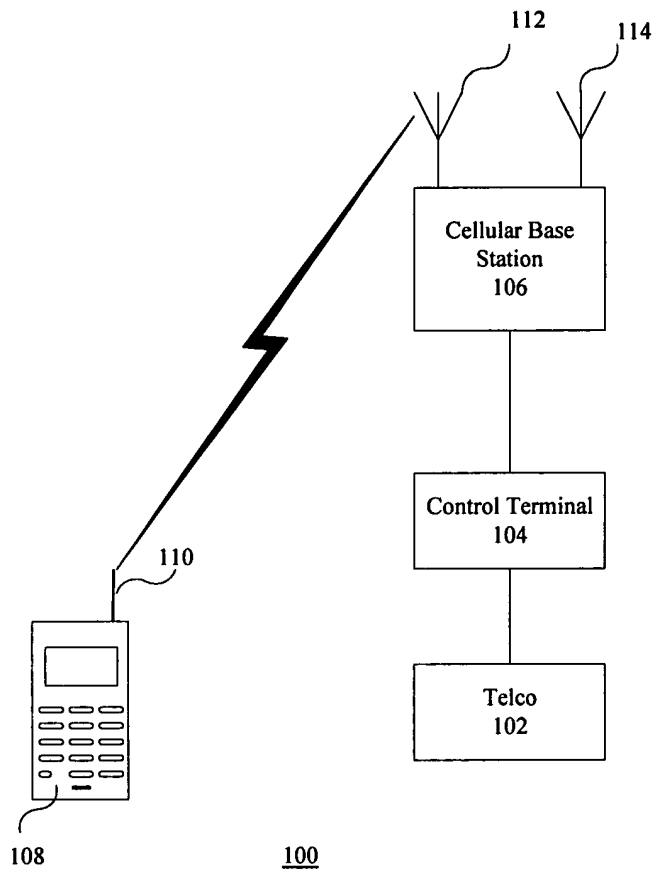 112
114
Cellular Base
Station
106
Control Terminal
104
110
Telco
102
108
100